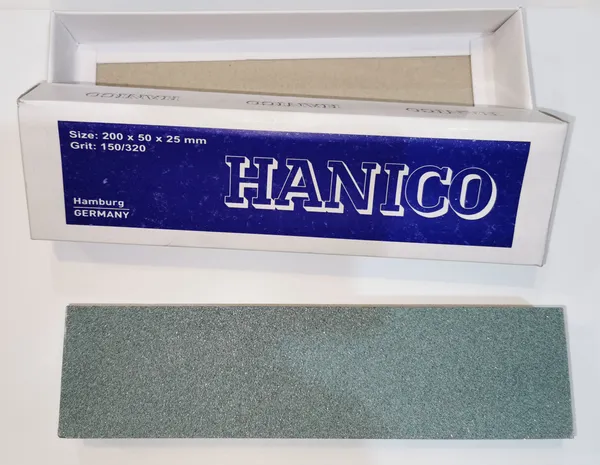 Size: 200 x 50 x 25 mm
Grit: 150/320
HANICO
Hamburg
GERMANY